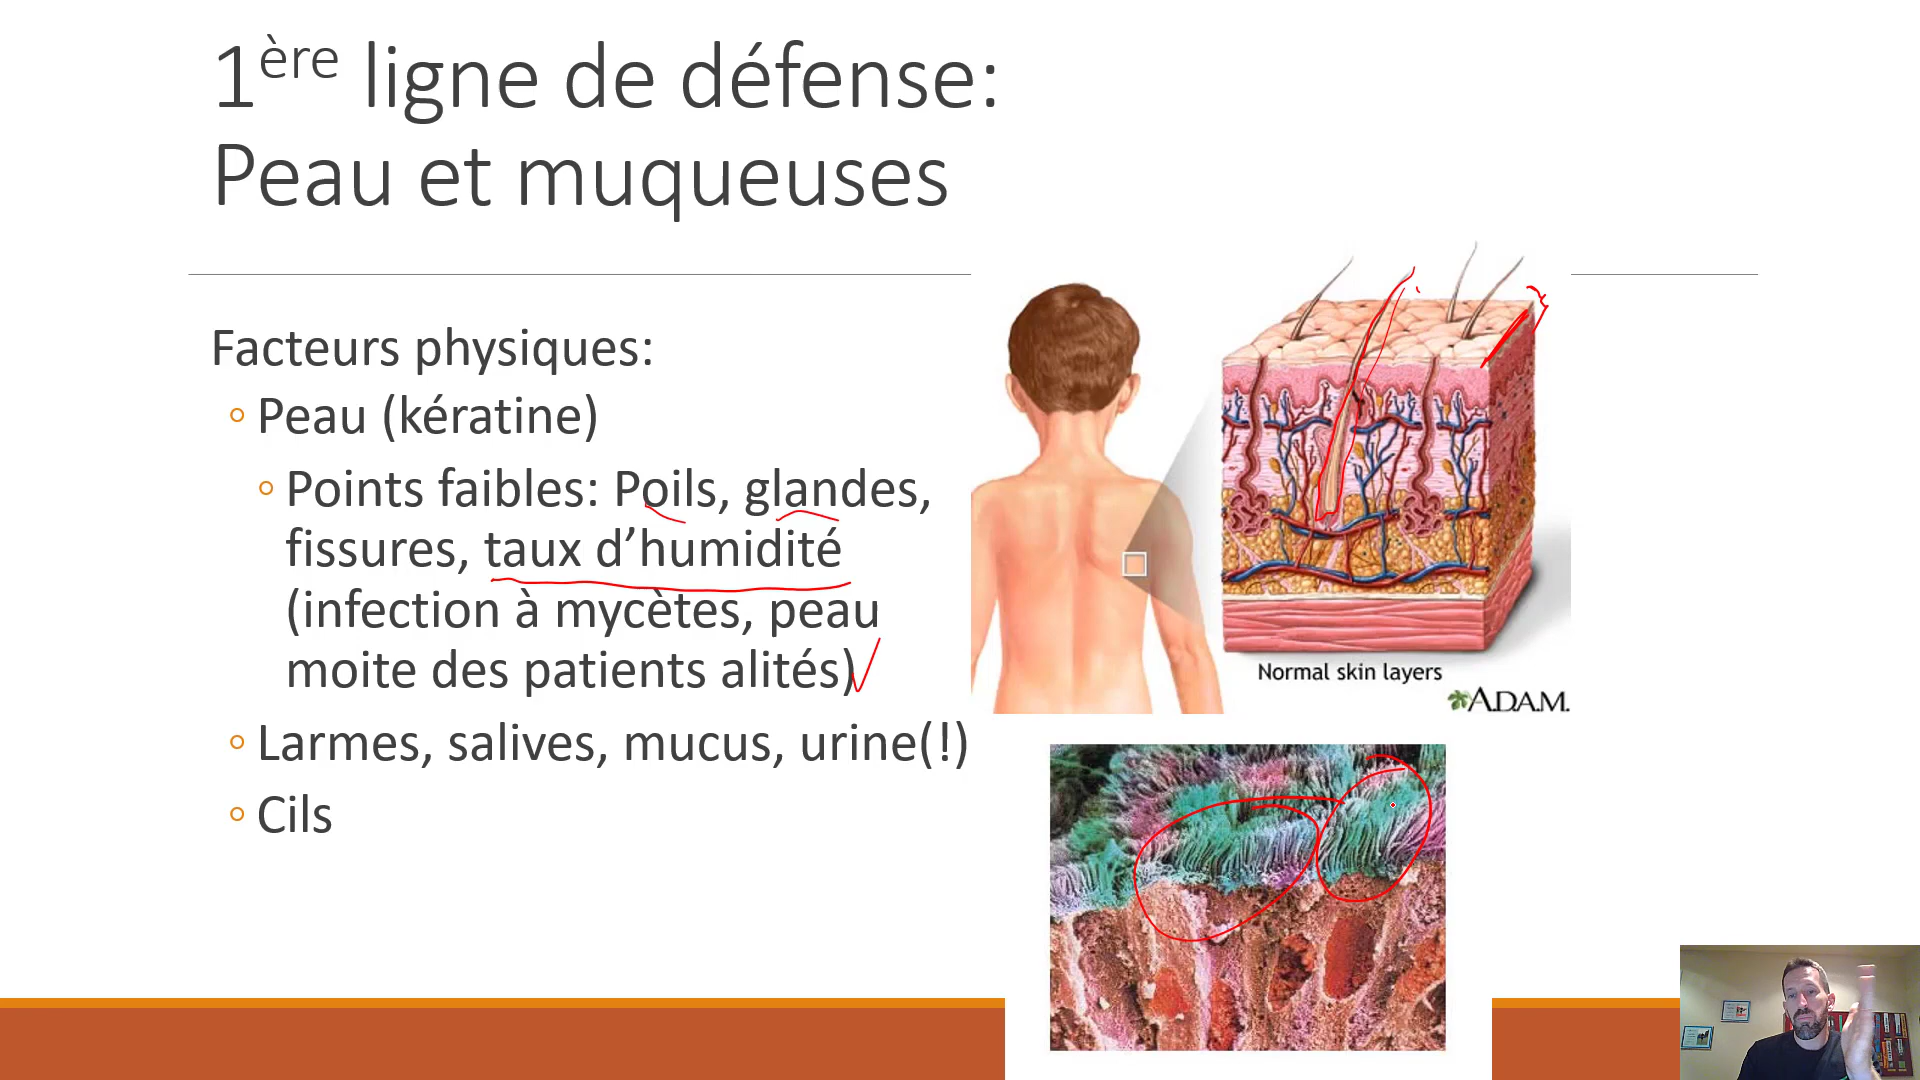 1ère ligne de défense:
Peau et muqueuses
Facteurs physiques:
◦ Peau (kératine)
◦ Points faibles: Poils, glandes,
fissures, taux d’humidité
(infection à mycètes, peau
moite des patients alités)
◦ Larmes, salives, mucus, urine(!)
◦ Cils
Normal skin layers
A.D.A.M.